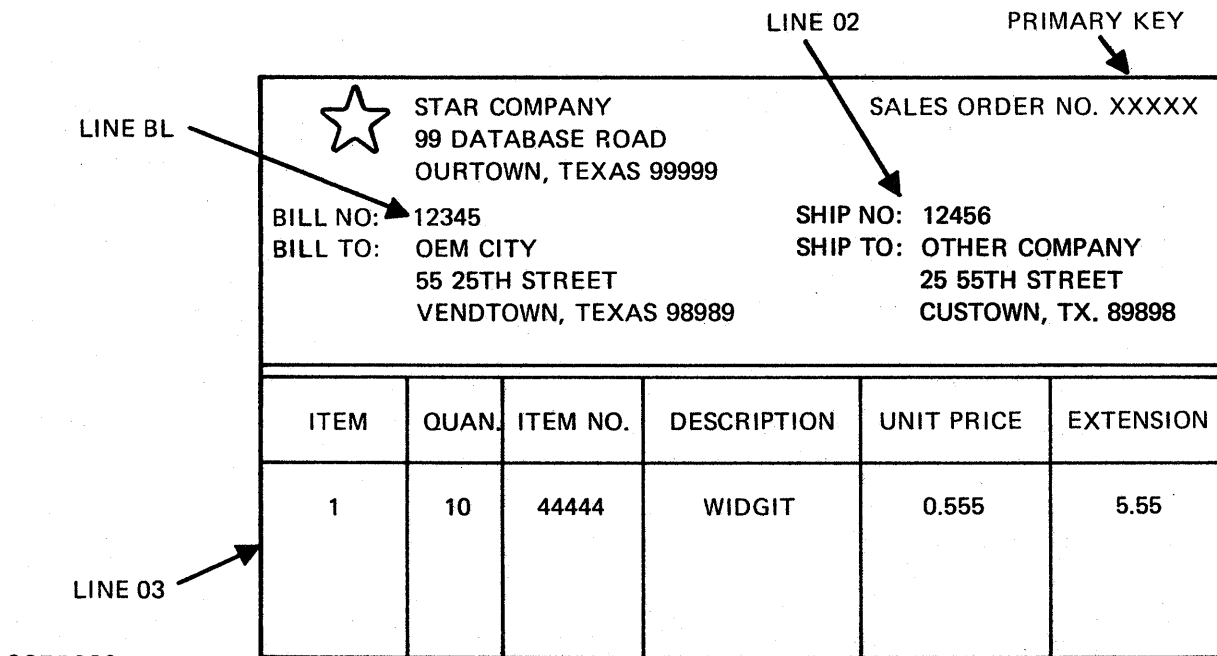 LINE 02 PRIMARY KEY
LINE BL
STAR COMPANY SALES ORDER NO. XXXXX
99 DATABASE ROAD
OURTOWN, TEXAS 99999
BILL NO: 12345 SHIP NO: 12456
BILL TO: OEM CITY SHIP TO: OTHER COMPANY
55 25TH STREET 25 55TH STREET
VENDTOWN, TEXAS 98989 CUSTOWN, TX. 89898
ITEM QUAN. ITEM NO. DESCRIPTION UNIT PRICE EXTENSION
1 10 44444 WIDGIT 0.555 5.55
LINE 03